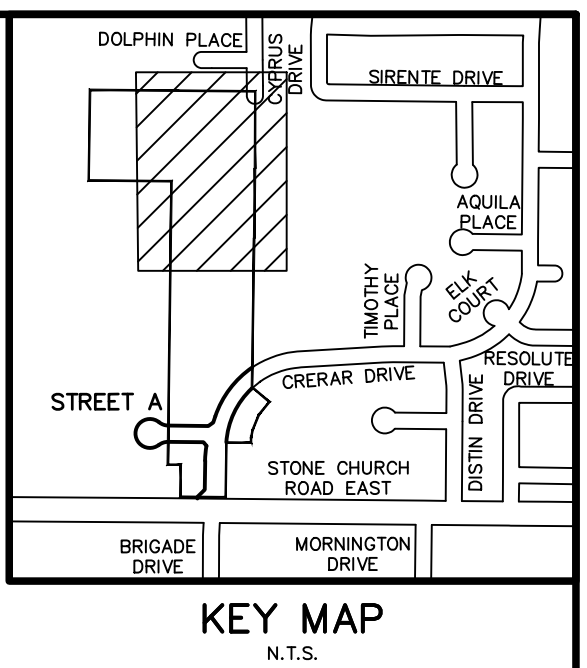 DOLPHIN PLACE
CYPRUS
DRIVE
SIRENTE DRIVE
AQUILA
PLACE
TIMOTHY
PLACE
ELK
COURT
RESOLUTE
DRIVE
CRERAR DRIVE
STREET A
DISTIN DRIVE
STONE CHURCH
ROAD EAST
BRIGADE
DRIVE
MORNINGTON
DRIVE
KEY MAP
N.T.S.